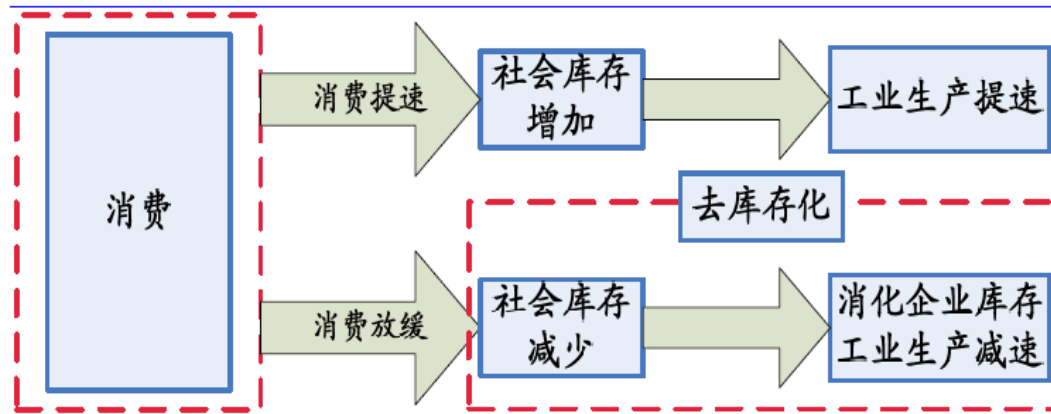 消费
消费提速
社会库存
增加
工业生产提速
去库存化
消费放缓
社会库存
减少
消化企业库存
工业生产减速